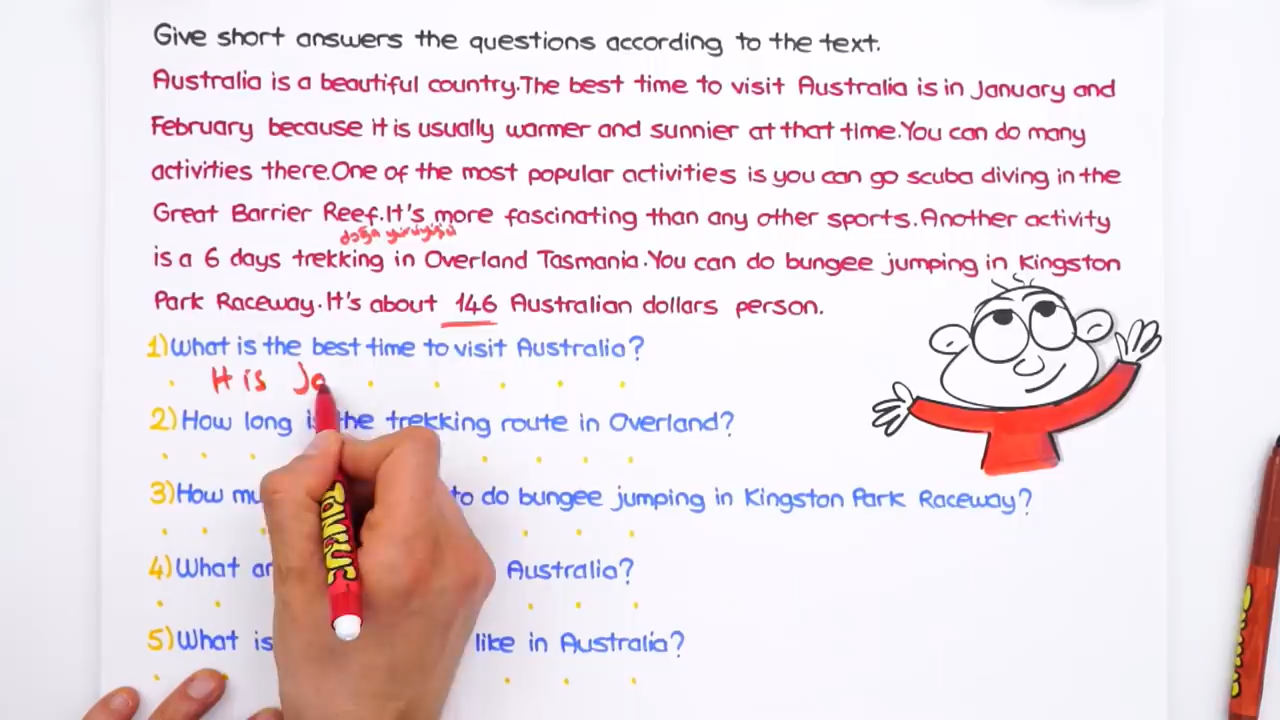 Give short answers the questions according to the text.
Australia is a beautiful country.The best time to visit Australia is in January and
February because it is usually warmer and sunnier at that time.You can do many
activities there.One of the most popular activities is you can go scuba diving in the
Great Barrier Reef.It's more fascinating than any other sports.Another activity
doğa yürüyüşü
is a 6 days trekking in Overland Tasmania.You can do bungee jumping in Kingston
Park Raceway.It's about 146 Australian dollars person.
1)What is the best time to visit Australia?
It is Ja
2)How long is the trekking route in Overland?
3)How mu to do bungee jumping in Kingston Park Raceway?
4)What ar Australia?
5)What is like in Australia?